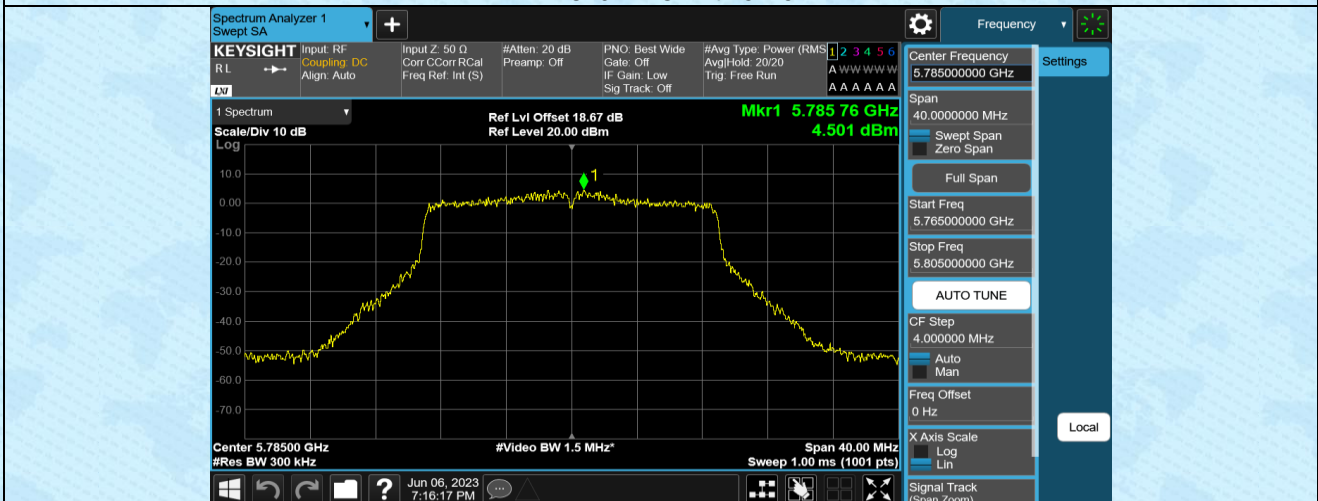 Spectrum Analyzer 1
Swept SA
+
Frequency
KEYSIGHT
R L
LXI
Input: RF
Coupling: DC
Align: Auto
Input Z: 50 Ω
Corr CCorr RCal
Freq Ref: Int (S)
#Atten: 20 dB
Preamp: Off
PNO: Best Wide
Gate: Off
IF Gain: Low
Sig Track: Off
#Avg Type: Power (RMS
Avg|Hold: 20/20
Trig: Free Run
1 2 3 4 5 6
A W W W W W
A A A A A A
1 Spectrum
Scale/Div 10 dB
Log
Ref Lvl Offset 18.67 dB
Ref Level 20.00 dBm
Mkr1 5.785 76 GHz
4.501 dBm
1
10.0
0.00
-10.0
-20.0
-30.0
-40.0
-50.0
-60.0
-70.0
Center 5.78500 GHz
#Res BW 300 kHz
#Video BW 1.5 MHz*
Span 40.00 MHz
Sweep 1.00 ms (1001 pts)
?
Jun 06, 2023
7:16:17 PM
Center Frequency
5.785000000 GHz
Span
40.0000000 MHz
Swept Span
Zero Span
Full Span
Start Freq
5.765000000 GHz
Stop Freq
5.805000000 GHz
AUTO TUNE
CF Step
4.000000 MHz
Auto
Man
Freq Offset
0 Hz
X Axis Scale
Log
Lin
Signal Track
(Span Zoom)
Settings
Local